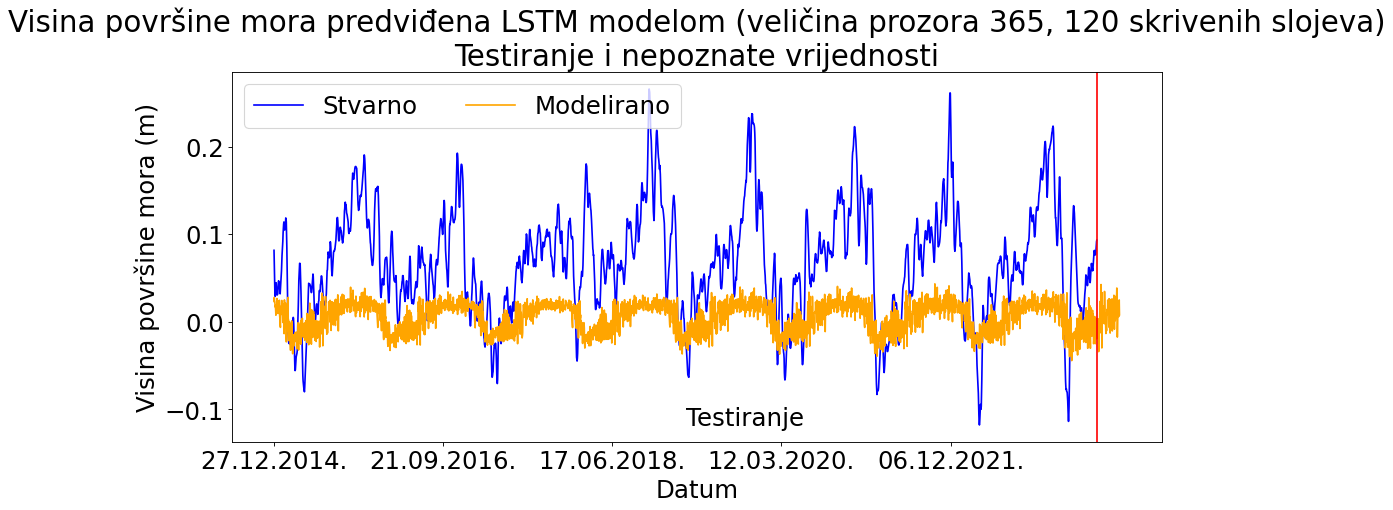 Visina površine mora predviđena LSTM modelom (veličina prozora 365, 120 skrivenih slojeva)
Testiranje i nepoznate vrijednosti
Stvarno
Modelirano
Visina površine mora (m)
0.2
0.1
0.0
−0.1
Testiranje
27.12.2014.
21.09.2016.
17.06.2018.
12.03.2020.
06.12.2021.
Datum